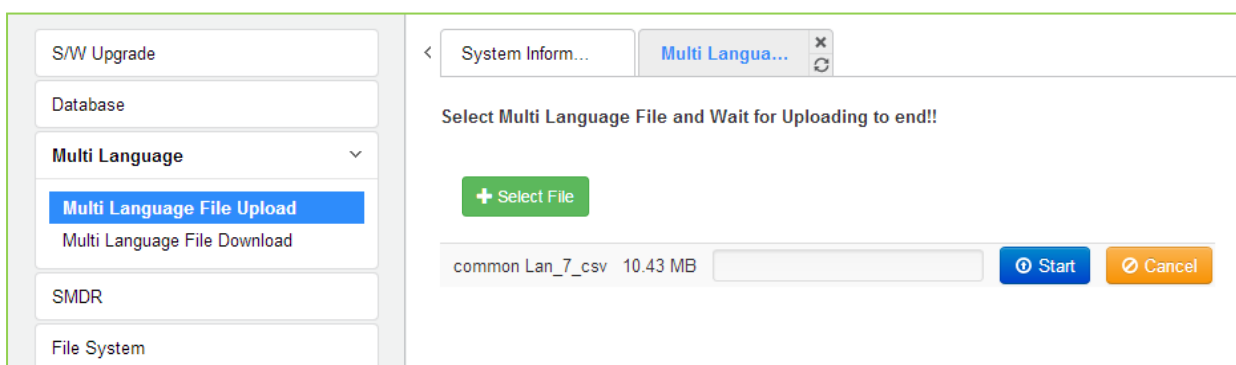 S/W Upgrade
Database
Multi Language
Multi Language File Upload
Multi Language File Download
SMDR
File System
System Inform...
Multi Langua...
Select Multi Language File and Wait for Uploading to end!!
Select File
common Lan_7_csv 10.43 MB
Start
Cancel